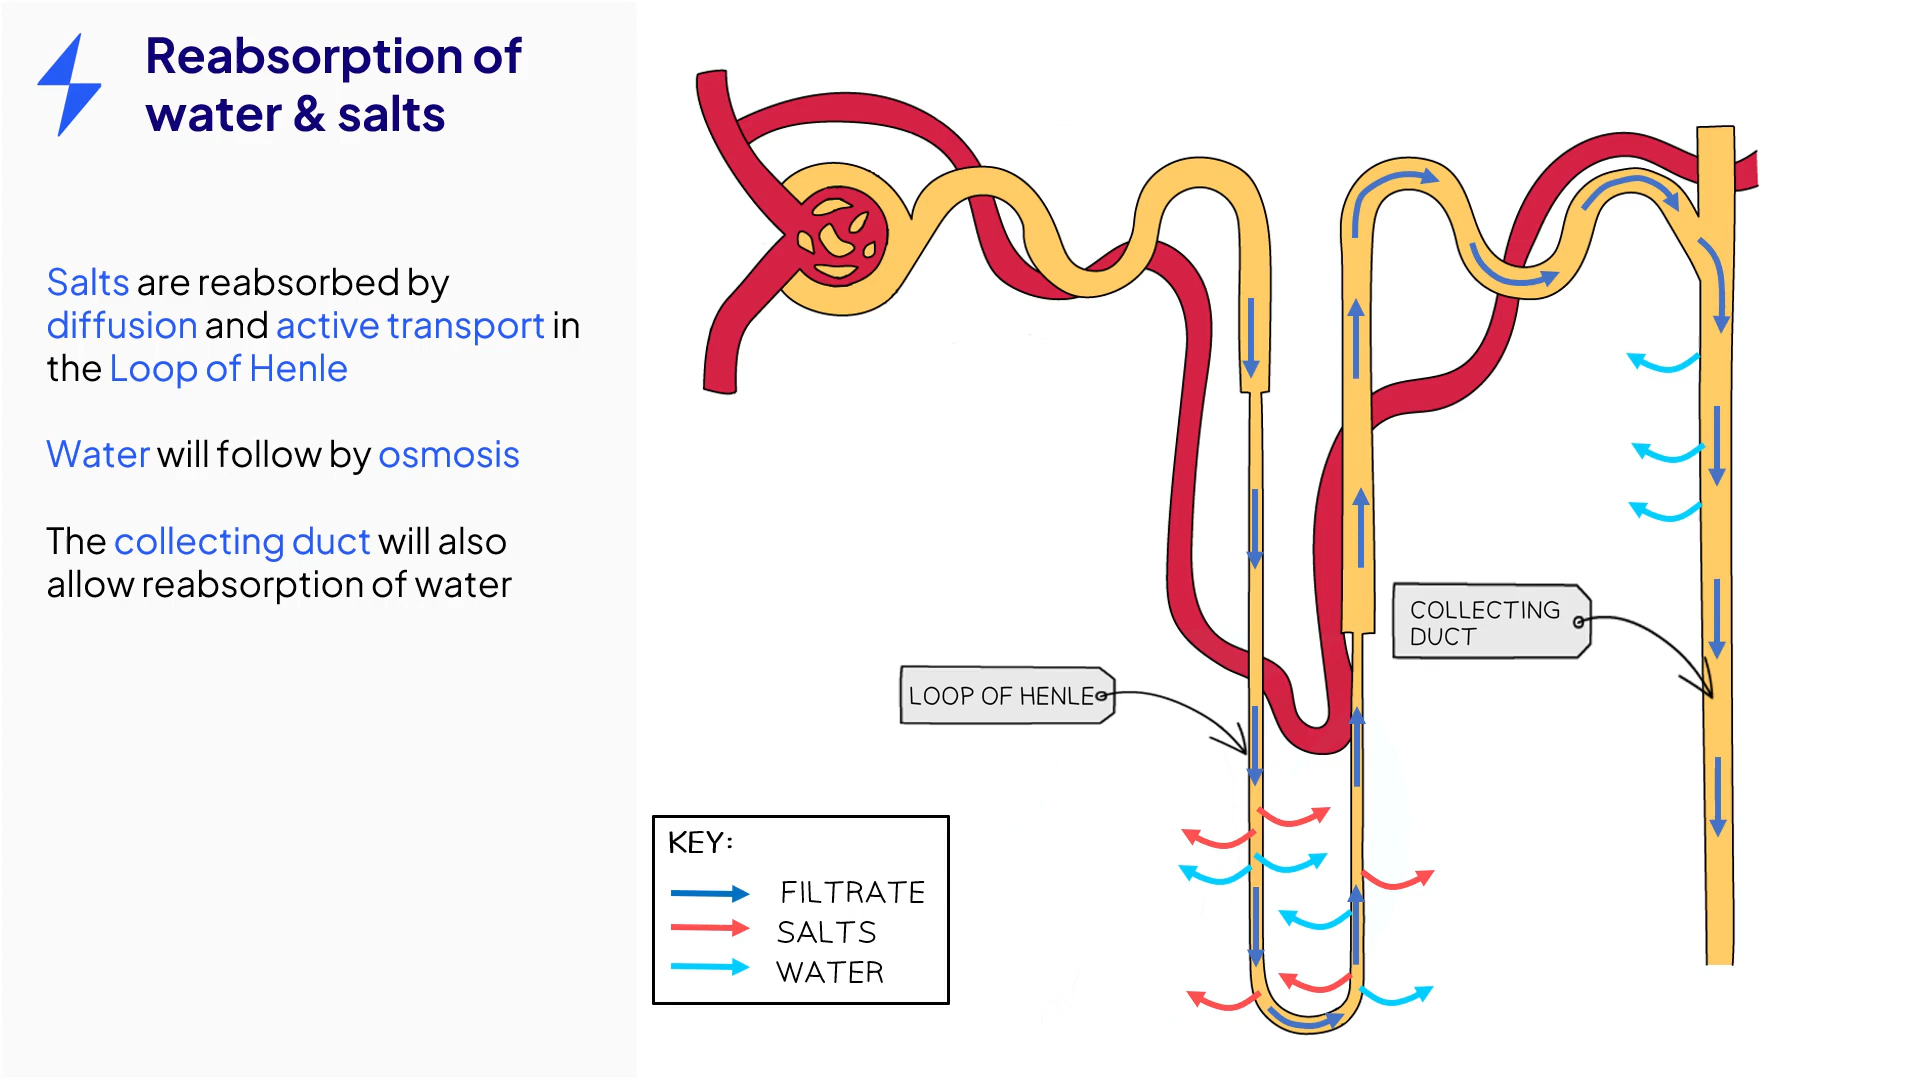 Reabsorption of
water & salts
Salts are reabsorbed by
diffusion and active transport in
the Loop of Henle
Water will follow by osmosis
The collecting duct will also
allow reabsorption of water
COLLECTING
DUCT
LOOP OF HENLE
KEY:
FILTRATE
SALTS
WATER